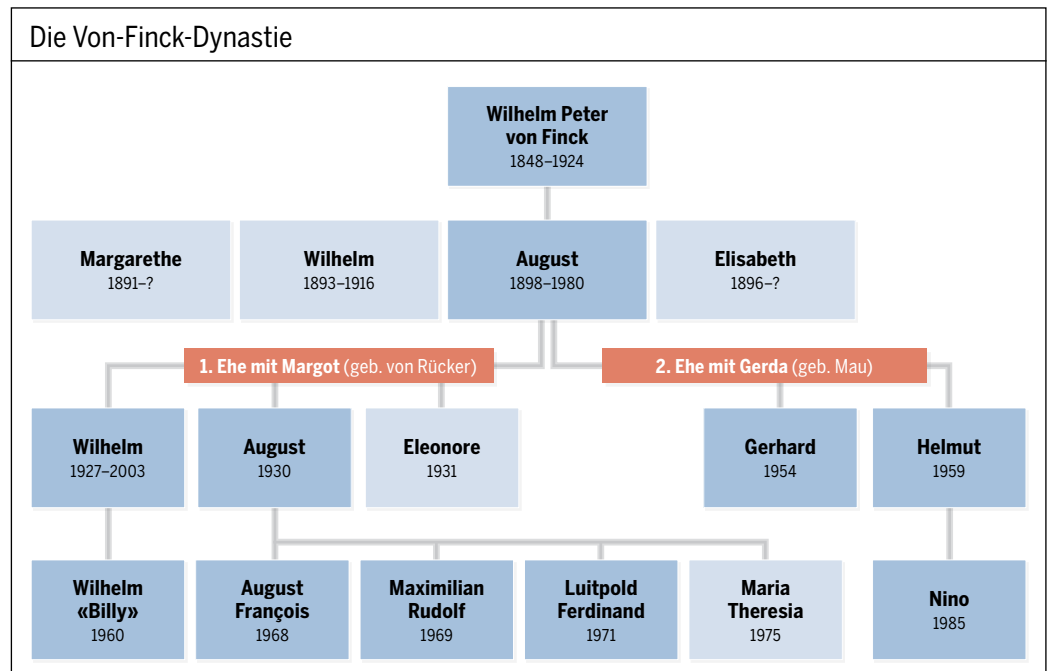 Die Von-Finck-Dynastie
Wilhelm Peter
von Finck
1848–1924
Margarethe
1891–?
Wilhelm
1893–1916
August
1898–1980
Elisabeth
1896–?
1. Ehe mit Margot (geb. von Rücker)
2. Ehe mit Gerda (geb. Mau)
Wilhelm
1927–2003
August
1930
Eleonore
1931
Gerhard
1954
Helmut
1959
Wilhelm
«Billy»
1960
August
François
1968
Maximilian
Rudolf
1969
Luitpold
Ferdinand
1971
Maria
Theresia
1975
Nino
1985